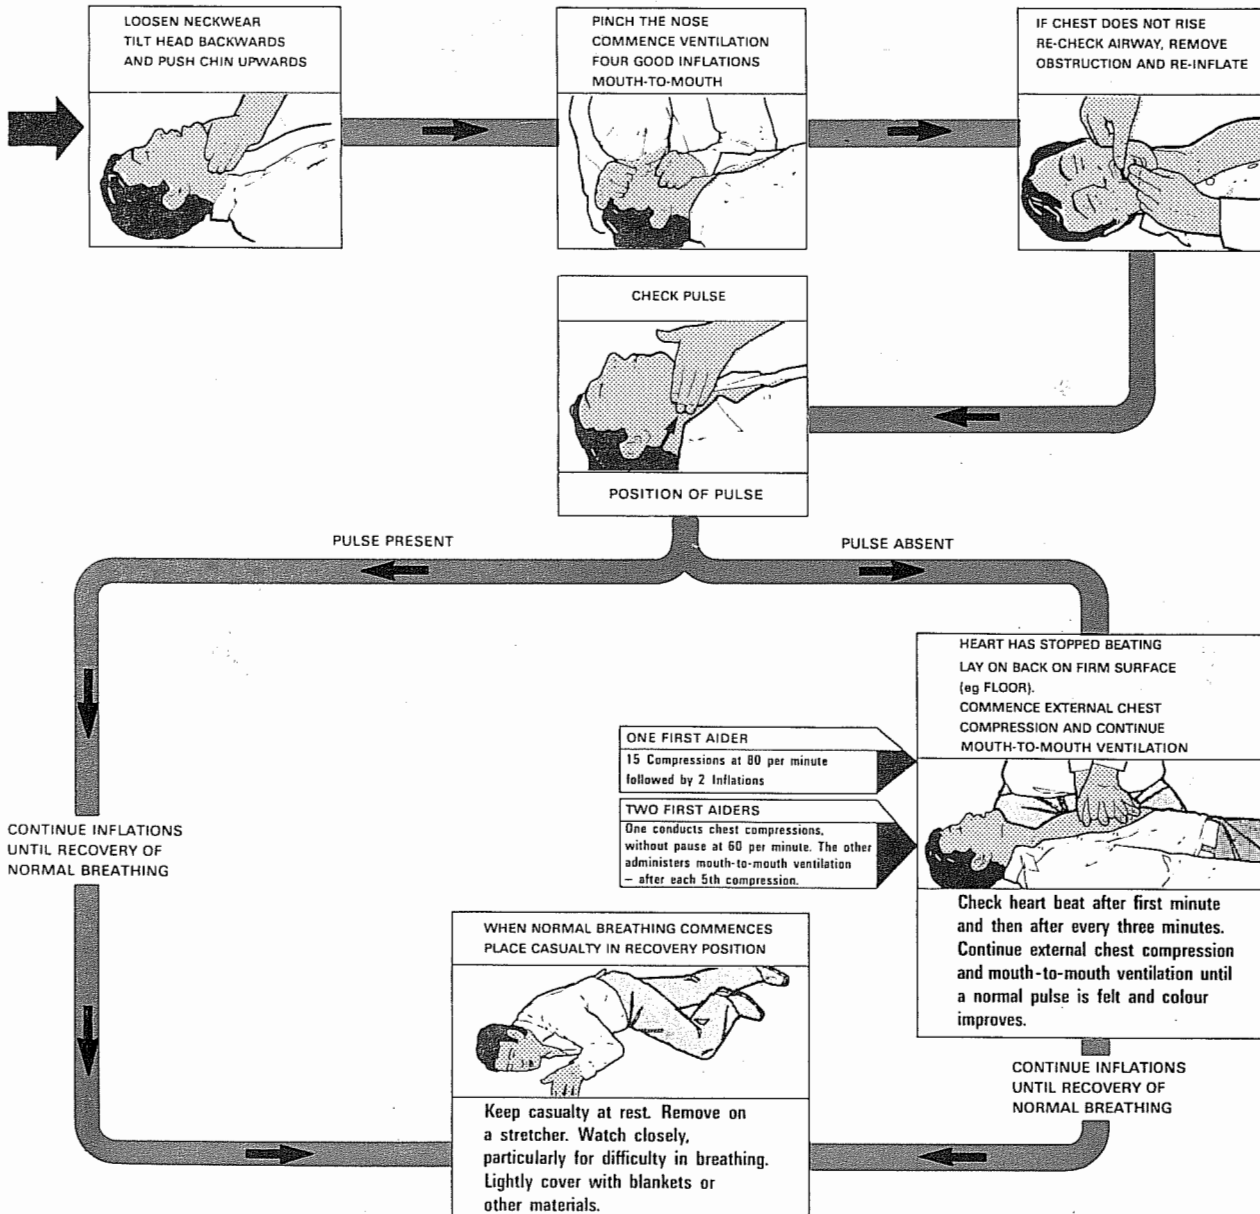 LOOSEN NECKWEAR
TILT HEAD BACKWARDS
AND PUSH CHIN UPWARDS
PINCH THE NOSE
COMMENCE VENTILATION
FOUR GOOD INFLATIONS
MOUTH-TO-MOUTH
IF CHEST DOES NOT RISE
RE-CHECK AIRWAY, REMOVE
OBSTRUCTION AND RE-INFLATE
CHECK PULSE
POSITION OF PULSE
PULSE PRESENT
PULSE ABSENT
HEART HAS STOPPED BEATING
LAY ON BACK ON FIRM SURFACE
(eg FLOOR).
COMMENCE EXTERNAL CHEST
COMPRESSION AND CONTINUE
MOUTH-TO-MOUTH VENTILATION
ONE FIRST AIDER
15 Compressions at 80 per minute
followed by 2 Inflations
TWO FIRST AIDERS
One conducts chest compressions,
without pause at 60 per minute. The other
administers mouth-to-mouth ventilation
– after each 5th compression.
Check heart beat after first minute
and then after every three minutes.
Continue external chest compression
and mouth-to-mouth ventilation until
a normal pulse is felt and colour
improves.
CONTINUE INFLATIONS
UNTIL RECOVERY OF
NORMAL BREATHING
CONTINUE INFLATIONS
UNTIL RECOVERY OF
NORMAL BREATHING
WHEN NORMAL BREATHING COMMENCES
PLACE CASUALTY IN RECOVERY POSITION
Keep casualty at rest. Remove on
a stretcher. Watch closely,
particularly for difficulty in breathing.
Lightly cover with blankets or
other materials.